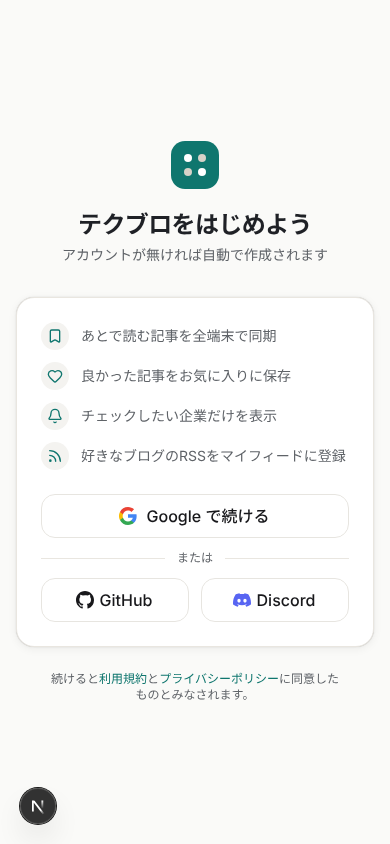 テクブロをはじめよう
アカウントが無ければ自動で作成されます
あとで読む記事を全端末で同期
良かった記事をお気に入りに保存
チェックしたい企業だけを表示
好きなブログのRSSをマイフィードに登録
Google で続ける
または
GitHub
Discord
続けると利用規約とプライバシーポリシーに同意した
ものとみなされます。
N